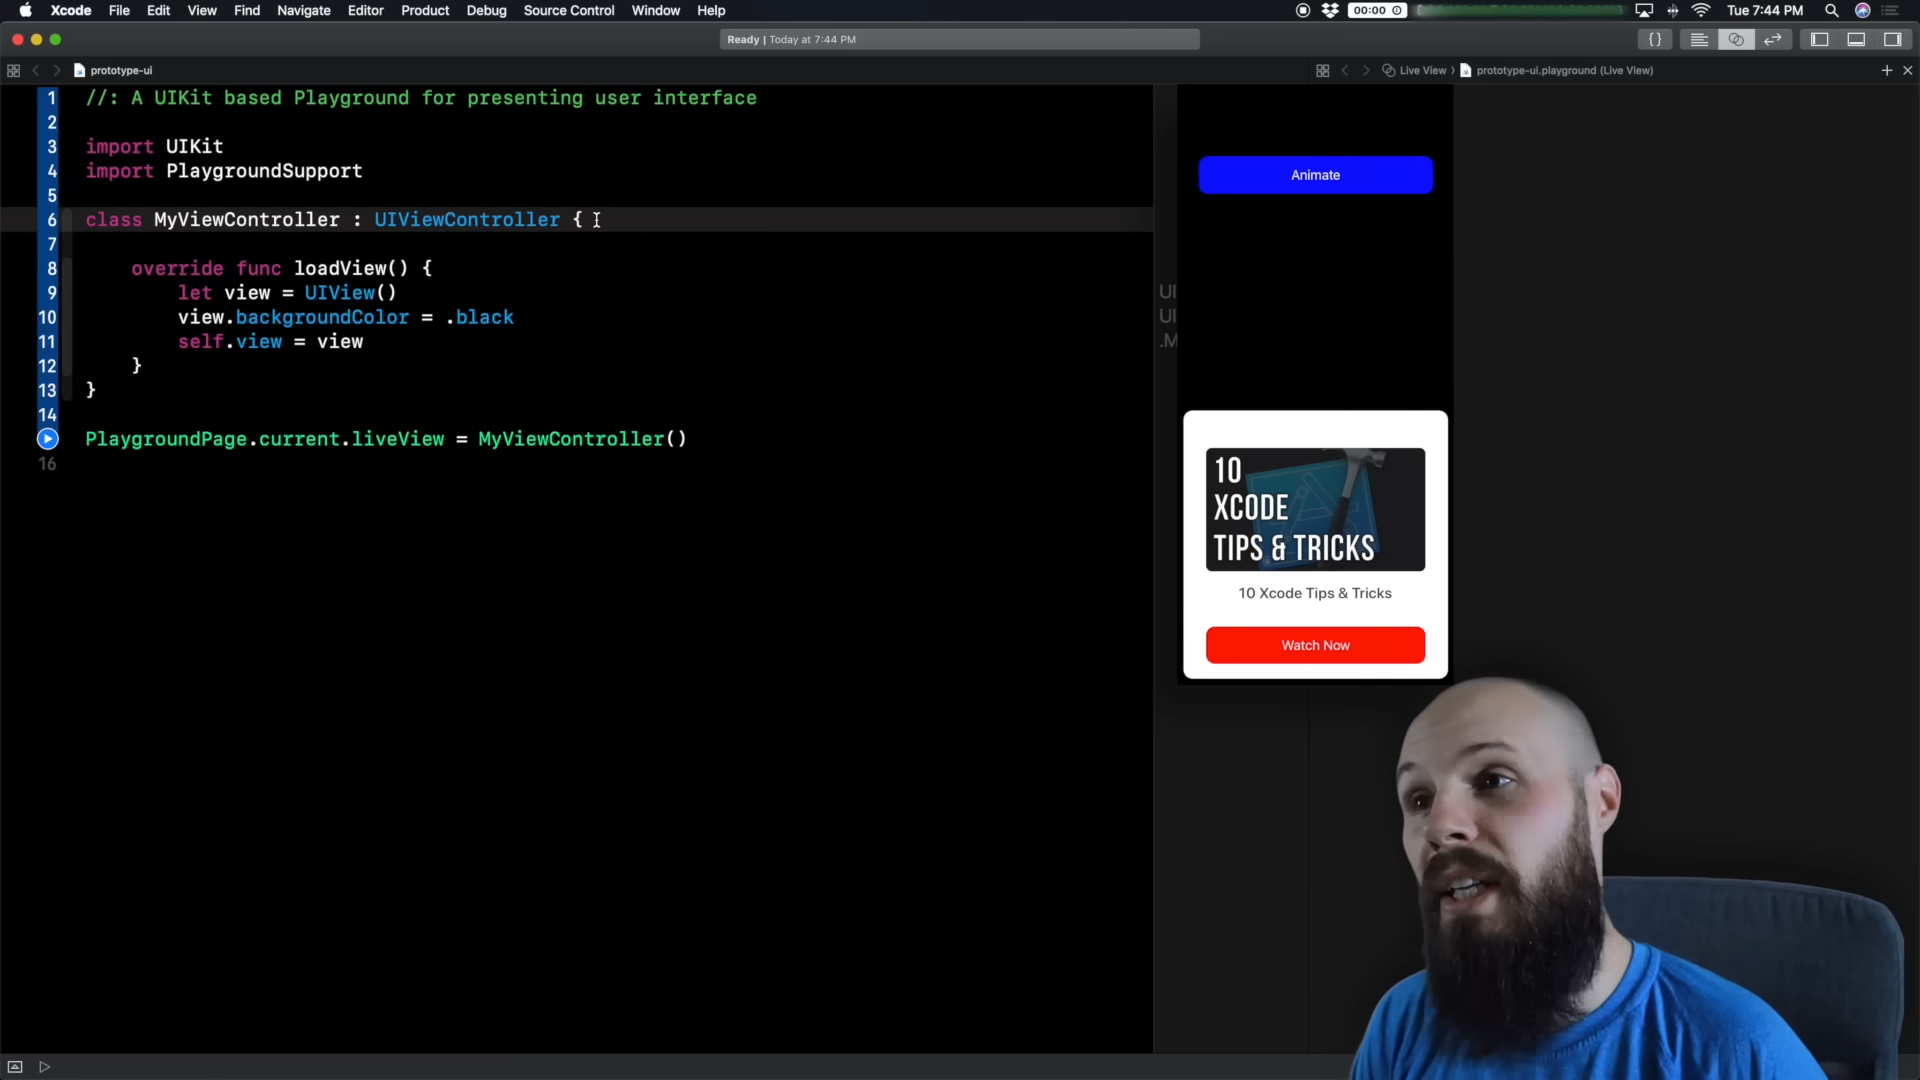 Xcode File Edit View Find Navigate Editor Product Debug Source Control Window Help
00:00
Tue 7:44 PM
Ready | Today at 7:44 PM
{ }
prototype-ui
Live View
prototype-ui.playground (Live View)
1 //: A UIKit based Playground for presenting user interface
2
3 import UIKit
4 import PlaygroundSupport
5
6 class MyViewController : UIViewController {
7
8 override func loadView() {
9 let view = UIView()
10 view.backgroundColor = .black
11 self.view = view
12 }
13 }
14
PlaygroundPage.current.liveView = MyViewController()
16
UI
UI
.M
Animate
10
XCODE
TIPS & TRICKS
10 Xcode Tips & Tricks
Watch Now